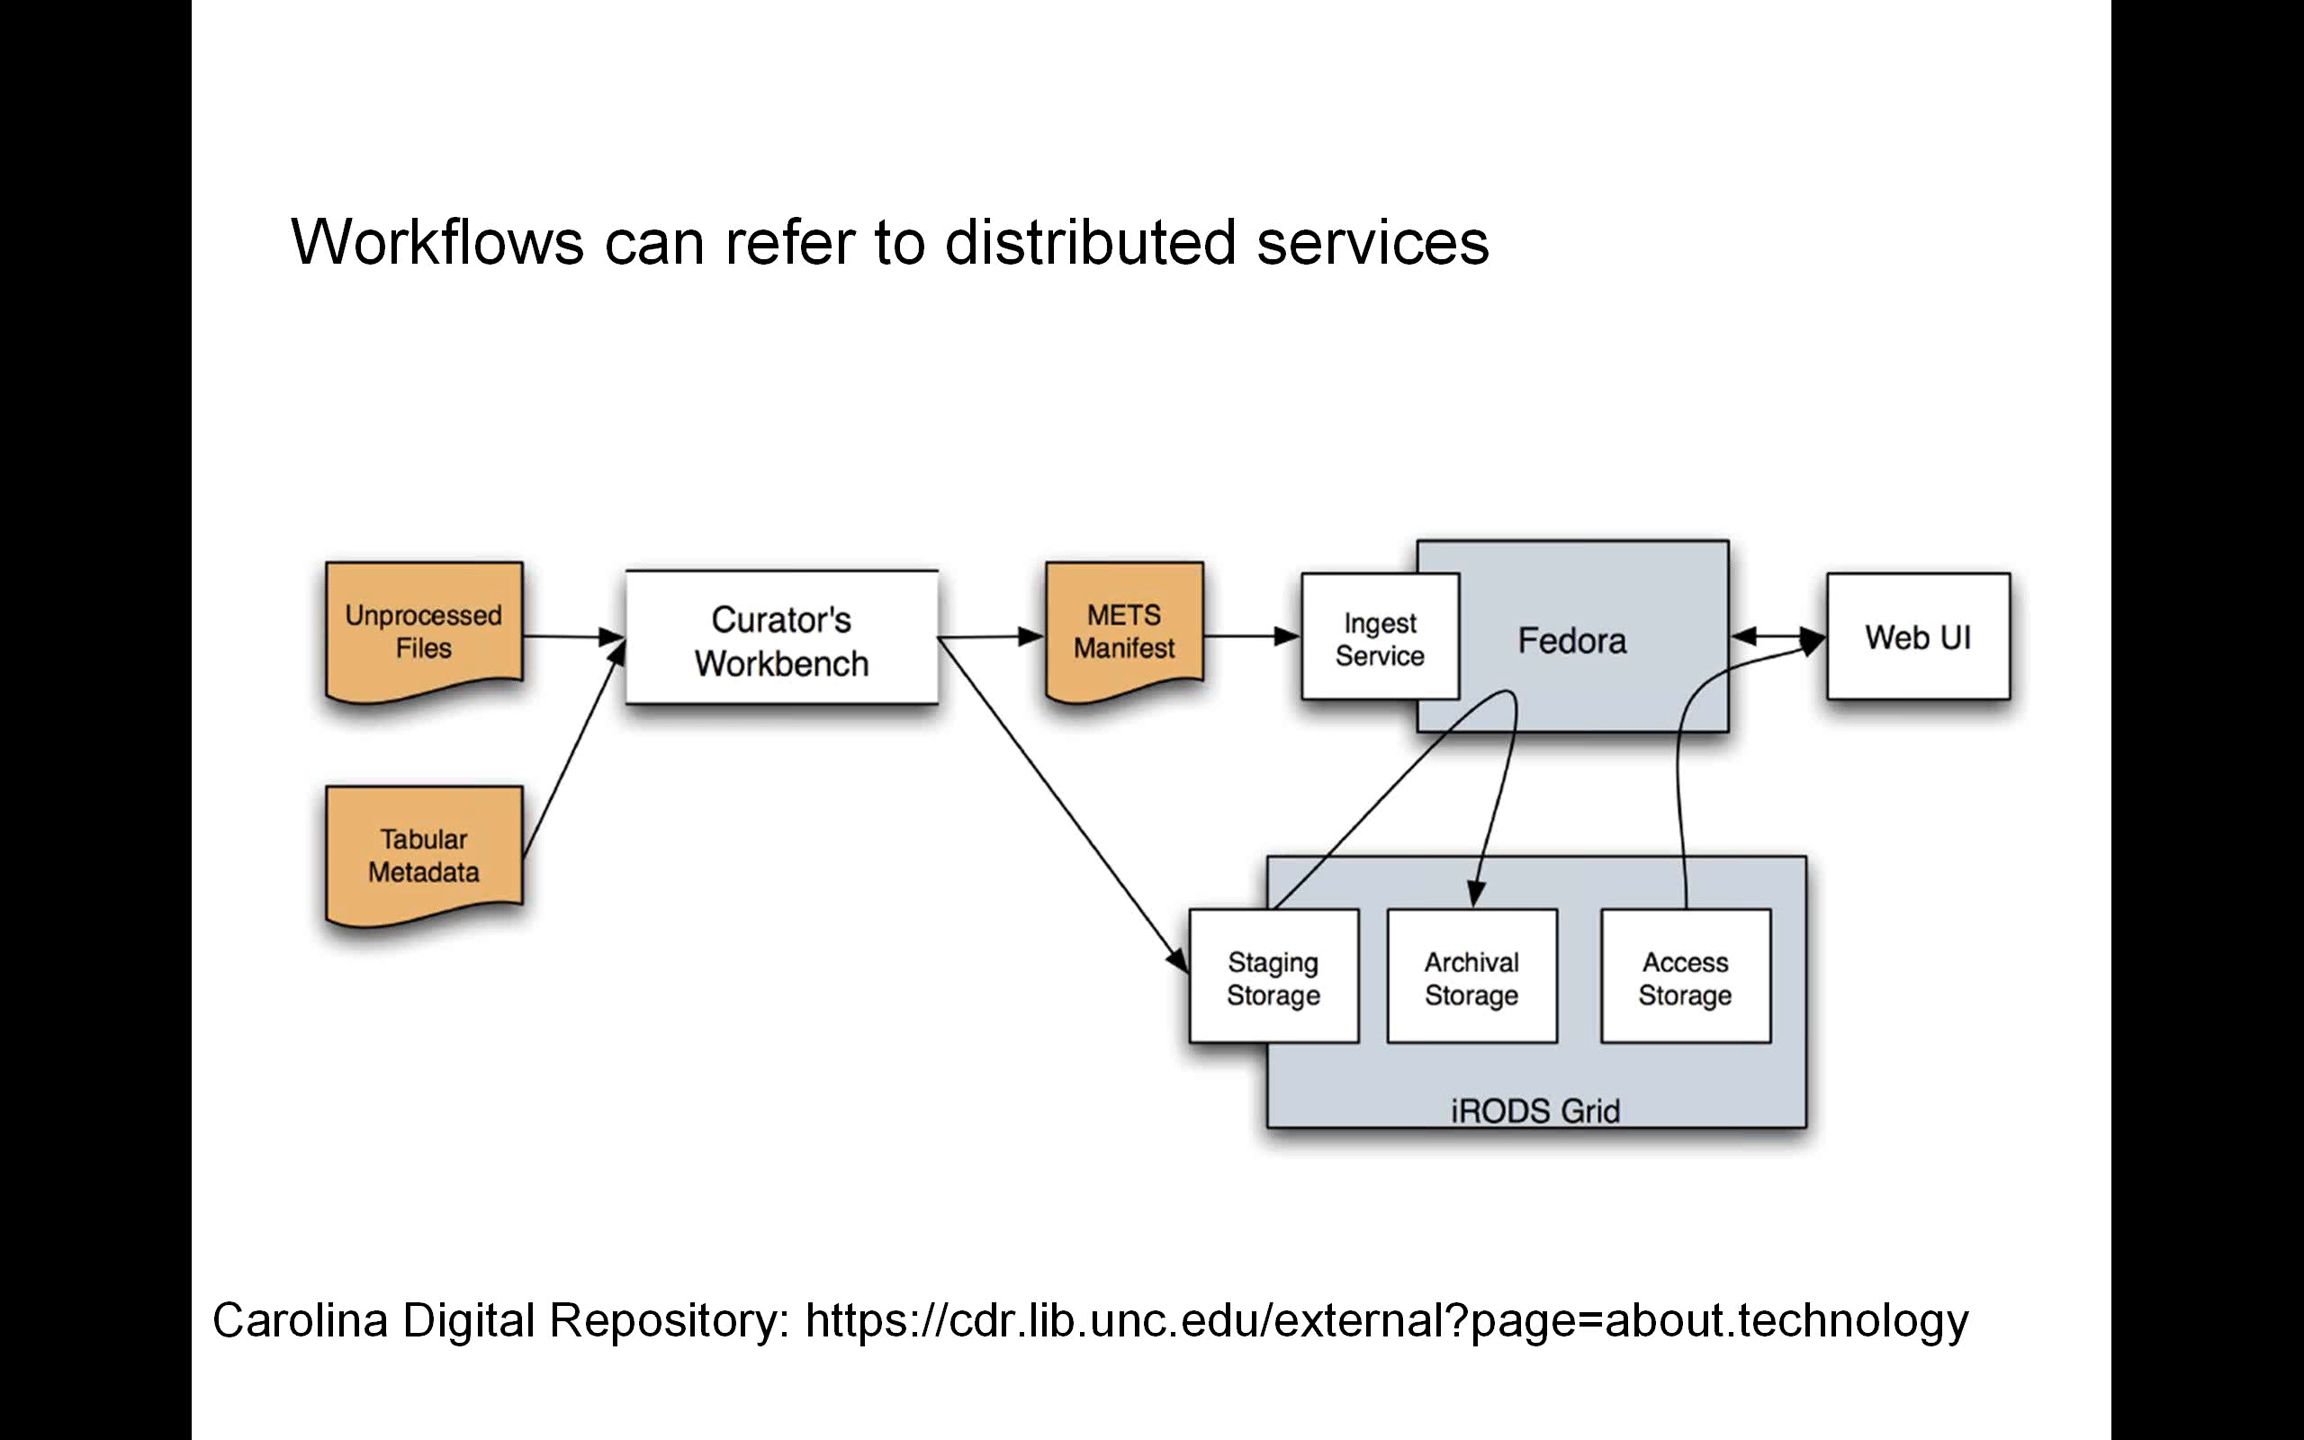 Workflows can refer to distributed services
Unprocessed
Files
Curator's
Workbench
METS
Manifest
Ingest
Service
Fedora
Web UI
Tabular
Metadata
Staging
Storage
Archival
Storage
Access
Storage
iRODS Grid
Carolina Digital Repository: https://cdr.lib.unc.edu/external?page=about.technology